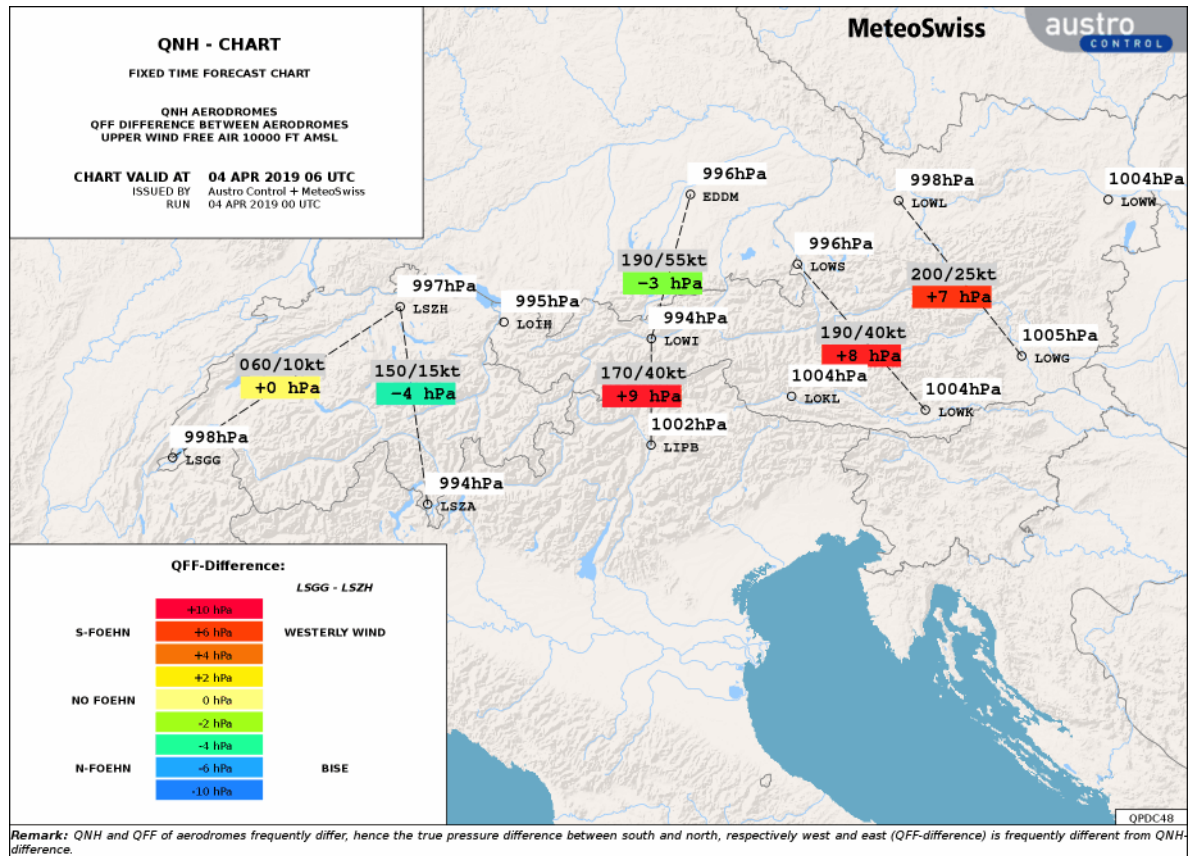 QNH - CHART
FIXED TIME FORECAST CHART
QNH AERODROMES
QFF DIFFERENCE BETWEEN AERODROMES
UPPER WIND FREE AIR 10000 FT AMSL
CHART VALID AT 04 APR 2019 06 UTC
ISSUED BY Austro Control + MeteoSwiss
RUN 04 APR 2019 00 UTC
MeteoSwiss
austro
CONTROL
996hPa
EDDM
998hPa
LOWL
1004hPa
LOWW
190/55kt
−3 hPa
996hPa
LOWS
200/25kt
+7 hPa
997hPa
LSZH
995hPa
LOIH
994hPa
LOWI
190/40kt
+8 hPa
1005hPa
LOWG
060/10kt
+0 hPa
150/15kt
−4 hPa
170/40kt
+9 hPa
1004hPa
LOKL
1004hPa
LOWK
998hPa
LSGG
1002hPa
LIPB
994hPa
LSZA
QFF-Difference:
LSGG - LSZH
+10 hPa
S-FOEHN +6 hPa WESTERLY WIND
+4 hPa
+2 hPa
NO FOEHN 0 hPa
-2 hPa
-4 hPa
N-FOEHN -6 hPa BISE
-10 hPa
QPDC48
Remark: QNH and QFF of aerodromes frequently differ, hence the true pressure difference between south and north, respectively west and east (QFF-difference) is frequently different from QNH-
difference.